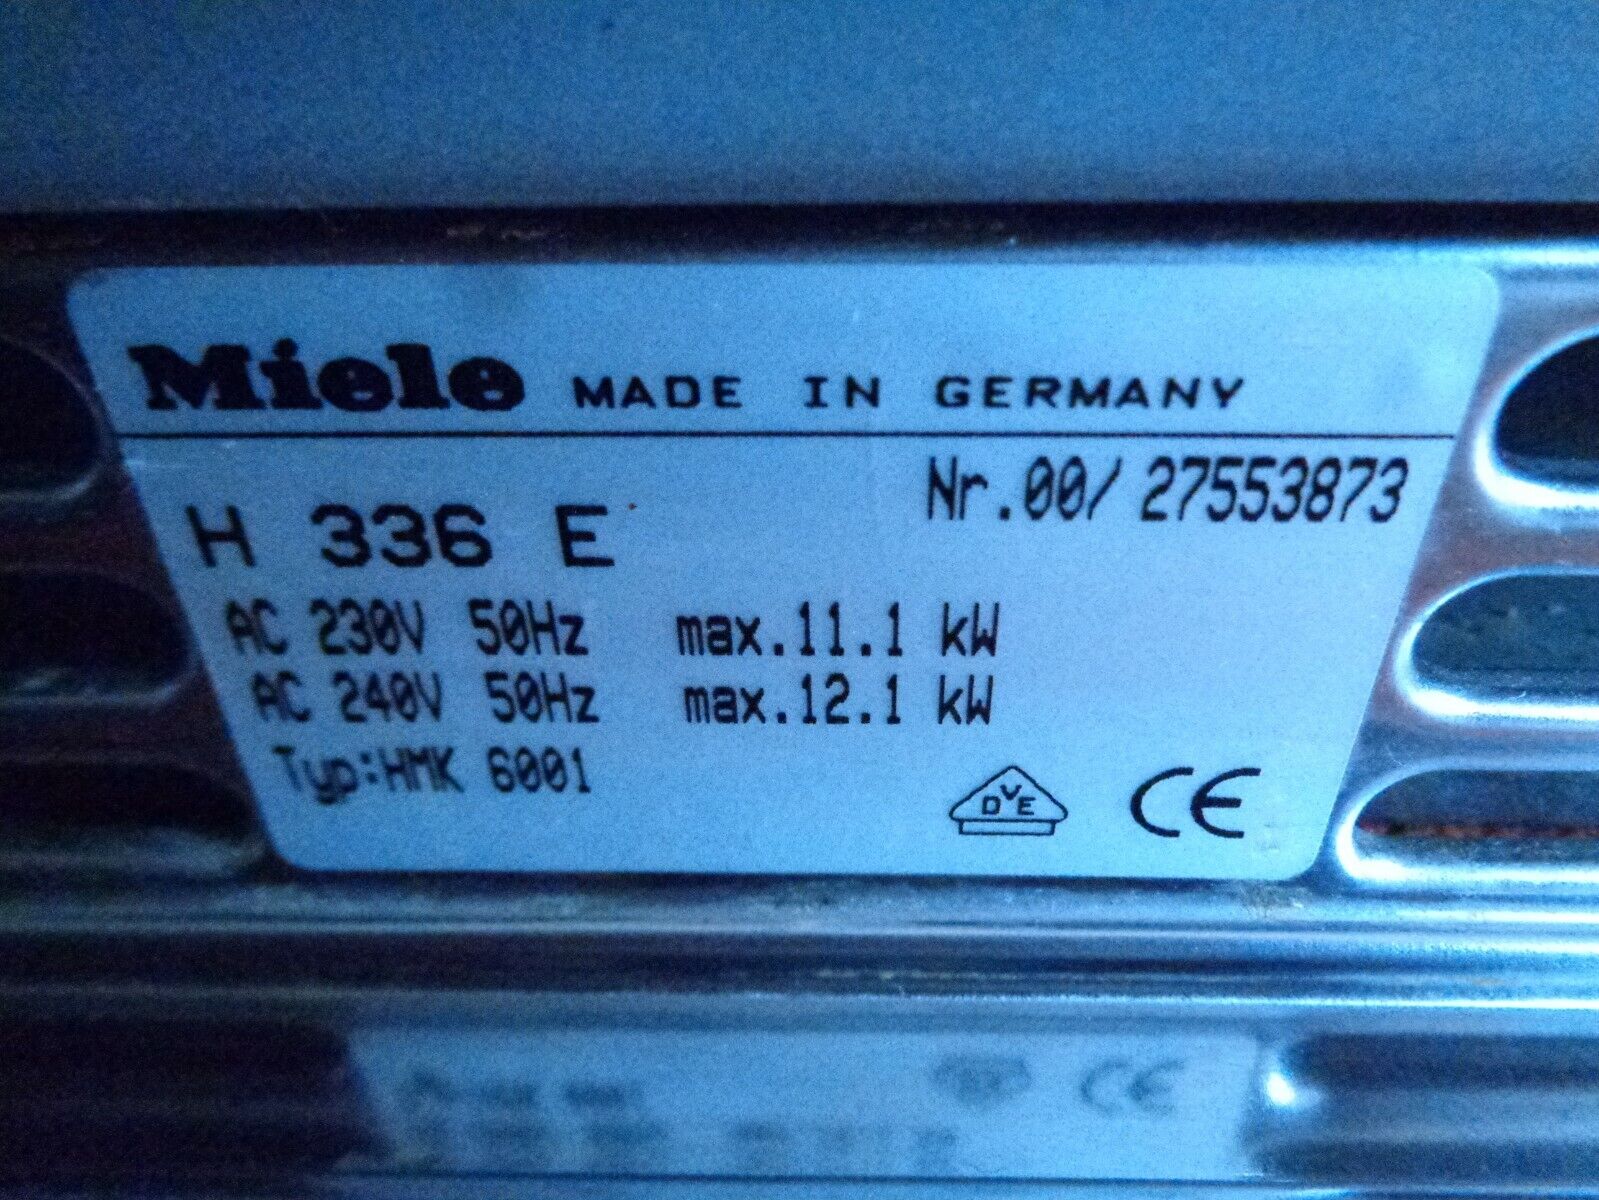 Miele MADE IN GERMANY
Nr.00/ 27553873
H 336 E
AC 230V 50Hz max.11.1 kW
AC 240V 50Hz max.12.1 kW
Typ:HMK 6001
DVE CE
CE